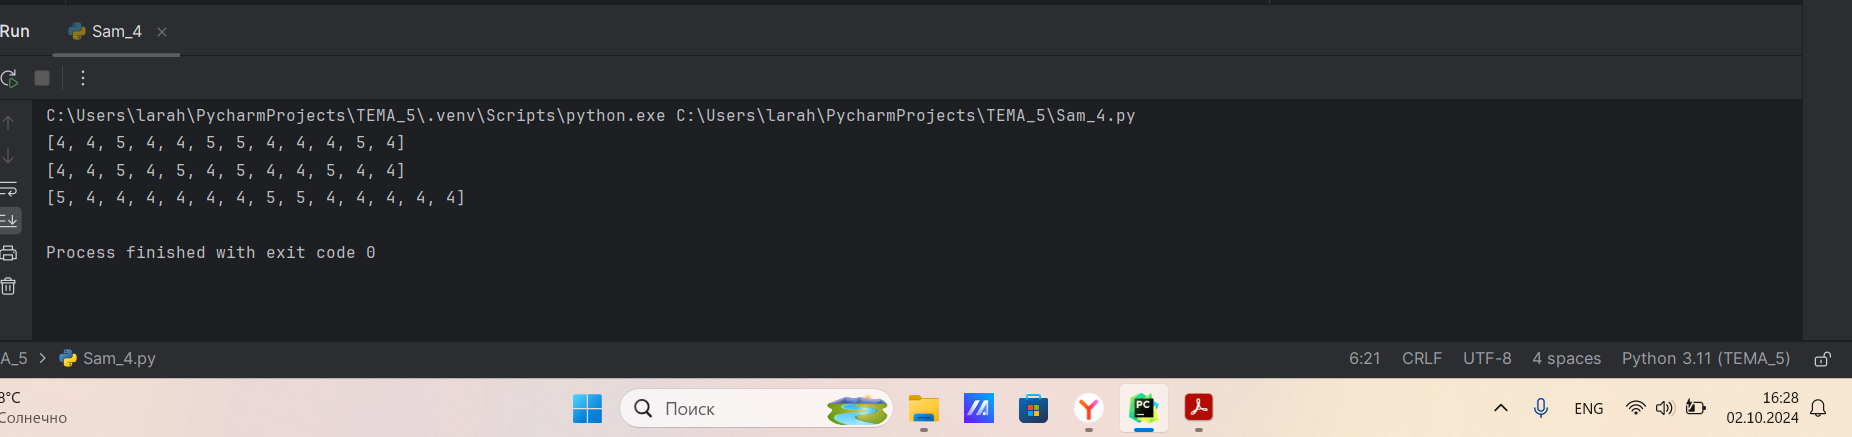 Run Sam_4
C:\Users\larah\PycharmProjects\TEMA_5\.venv\Scripts\python.exe C:\Users\larah\PycharmProjects\TEMA_5\Sam_4.py
[4, 4, 5, 4, 4, 5, 5, 4, 4, 4, 5, 4]
[4, 4, 5, 4, 5, 4, 5, 4, 4, 5, 4, 4]
[5, 4, 4, 4, 4, 4, 4, 5, 5, 4, 4, 4, 4, 4]
Process finished with exit code 0
A_5 > Sam_4.py 6:21 CRLF UTF-8 4 spaces Python 3.11 (TEMA_5)
8°C
Солнечно
Поиск
PC
ENG
16:28
02.10.2024